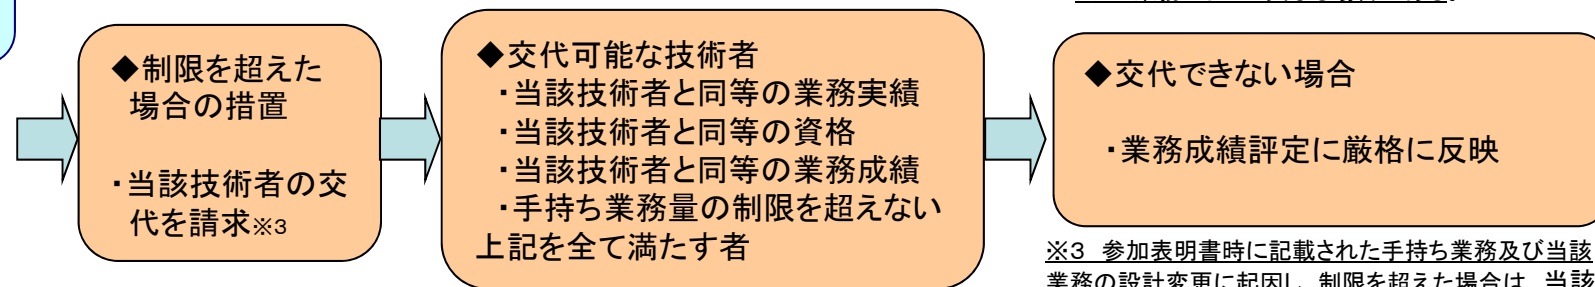 ◆制限を超えた
場合の措置
・当該技術者の交
代を請求※3
◆交代可能な技術者
・当該技術者と同等の業務実績
・当該技術者と同等の資格
・当該技術者と同等の業務成績
・手持ち業務量の制限を超えない
上記を全て満たす者
◆交代できない場合
・業務成績評定に厳格に反映
※3 参加表明書時に記載された手持ち業務及び当該
業務の設計変更に起因し、制限を超えた場合は、当該